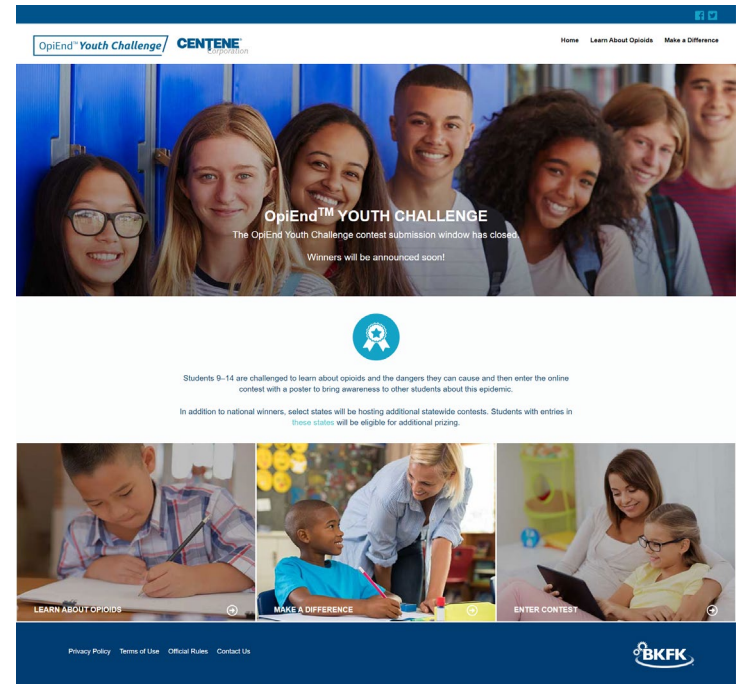 OpiEnd™ Youth Challenge
CENTENE®
Corporation
Home Learn About Opioids Make a Difference
OpiEnd™ YOUTH CHALLENGE
The OpiEnd Youth Challenge contest submission window has closed.
Winners will be announced soon!
Students 9–14 are challenged to learn about opioids and the dangers they can cause and then enter the online
contest with a poster to bring awareness to other students about this epidemic.
In addition to national winners, select states will be hosting additional statewide contests. Students with entries in
these states will be eligible for additional prizing.
LEARN ABOUT OPIOIDS
MAKE A DIFFERENCE
ENTER CONTEST
Privacy Policy Terms of Use Official Rules Contact Us
BKFK